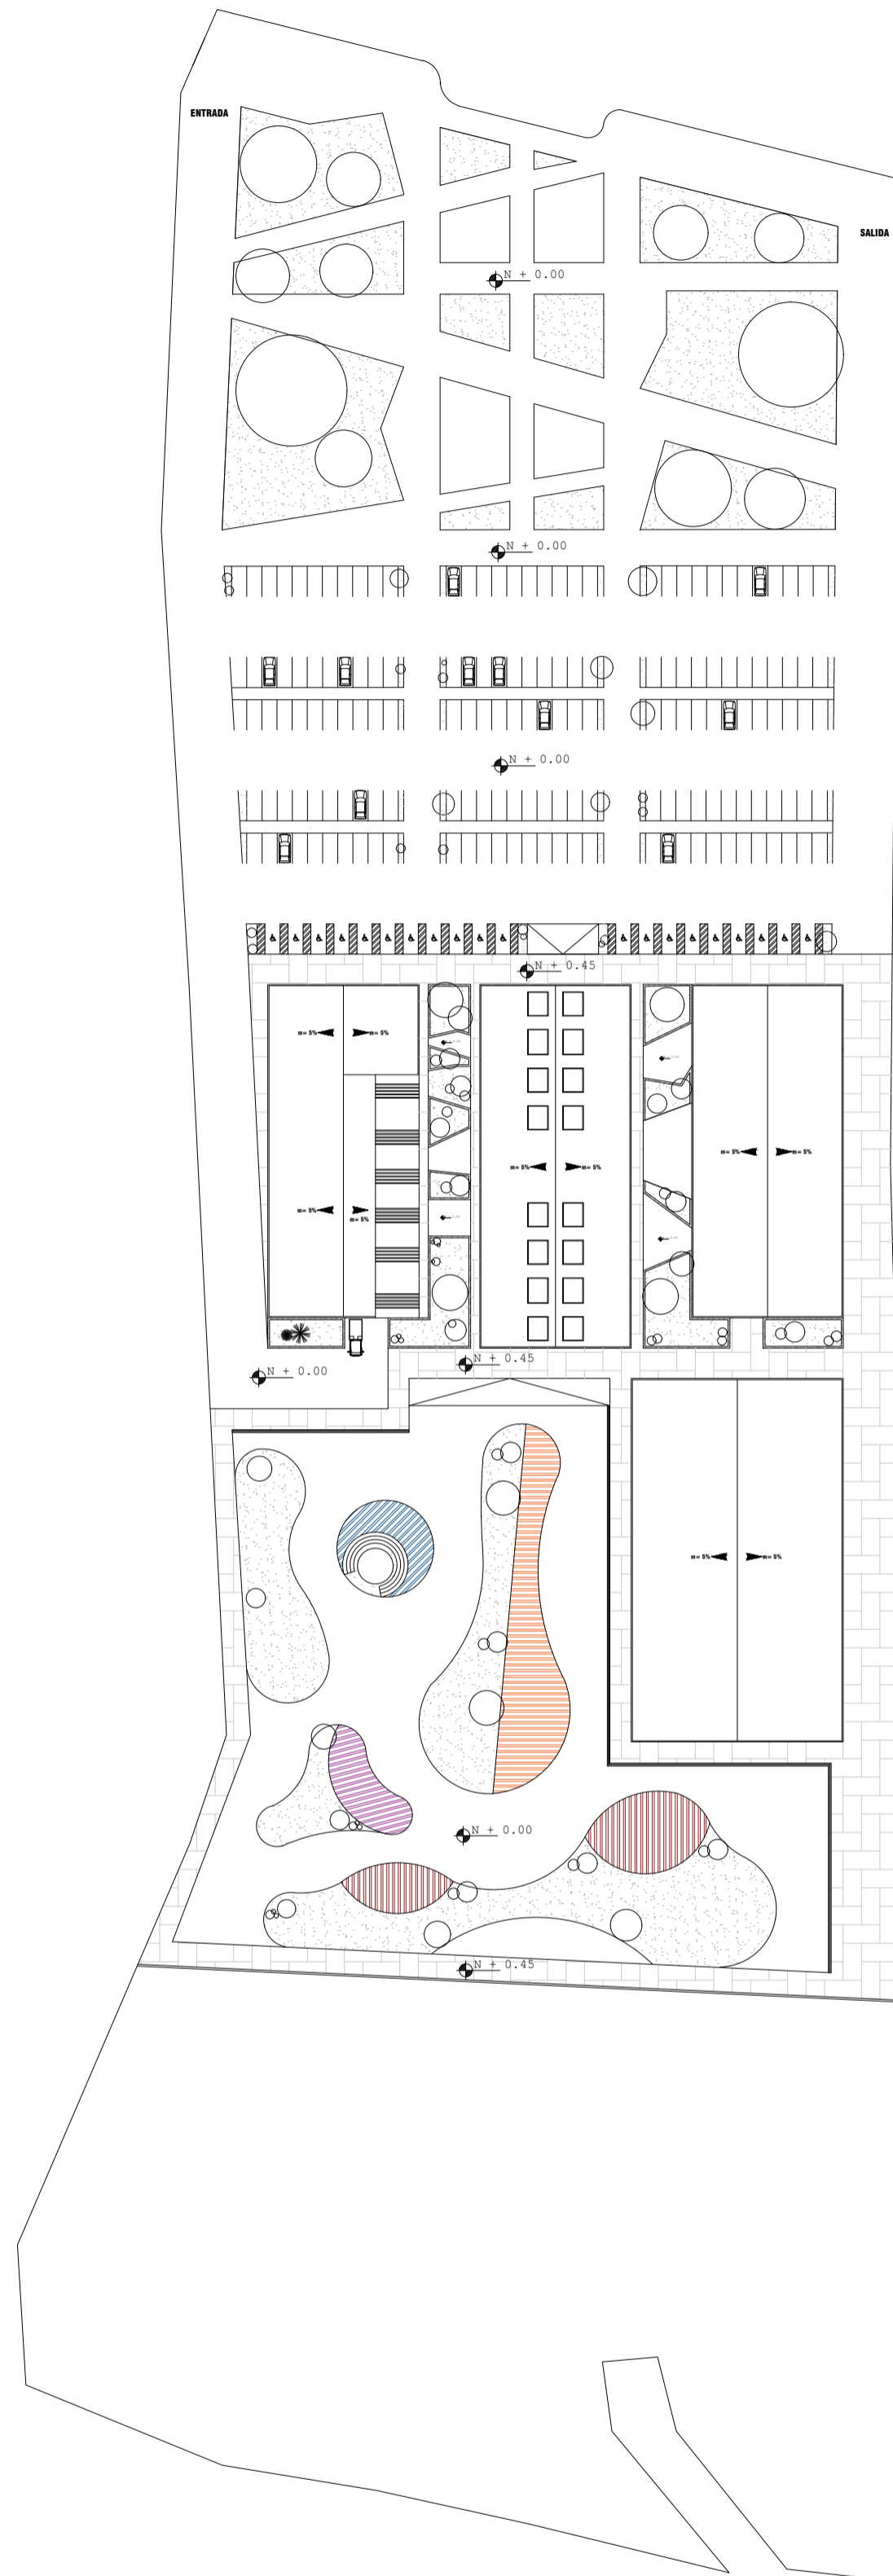 ENTRADA
SALIDA
N + 0.00
N + 0.00
N + 0.00
N + 0.45
m= 5%
m= 5%
m= 5%
m= 5%
m= 5%
m= 5%
m= 5%
m= 5%
N + 0.45
N + 0.00
m= 5%
m= 5%
N + 0.00
N + 0.45